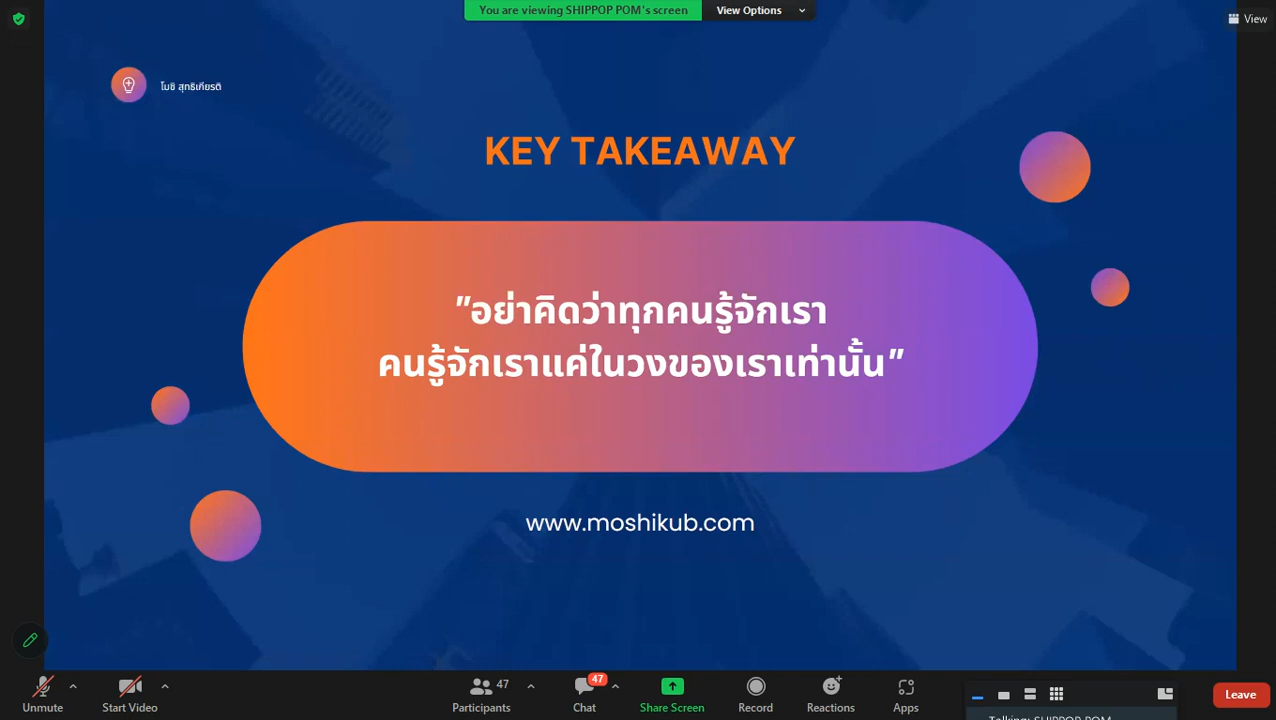 You are viewing SHIPPOP POM's screen
View Options
View
โมชิ สุทธิเกียรติ
KEY TAKEAWAY
"อย่าคิดว่าทุกคนรู้จักเรา
คนรู้จักเราแค่ในวงของเราเท่านั้น"
www.moshikub.com
Unmute
Start Video
Participants
47
Chat
47
Share Screen
Record
Reactions
Apps
Talking: SHIPPOP POM
Leave